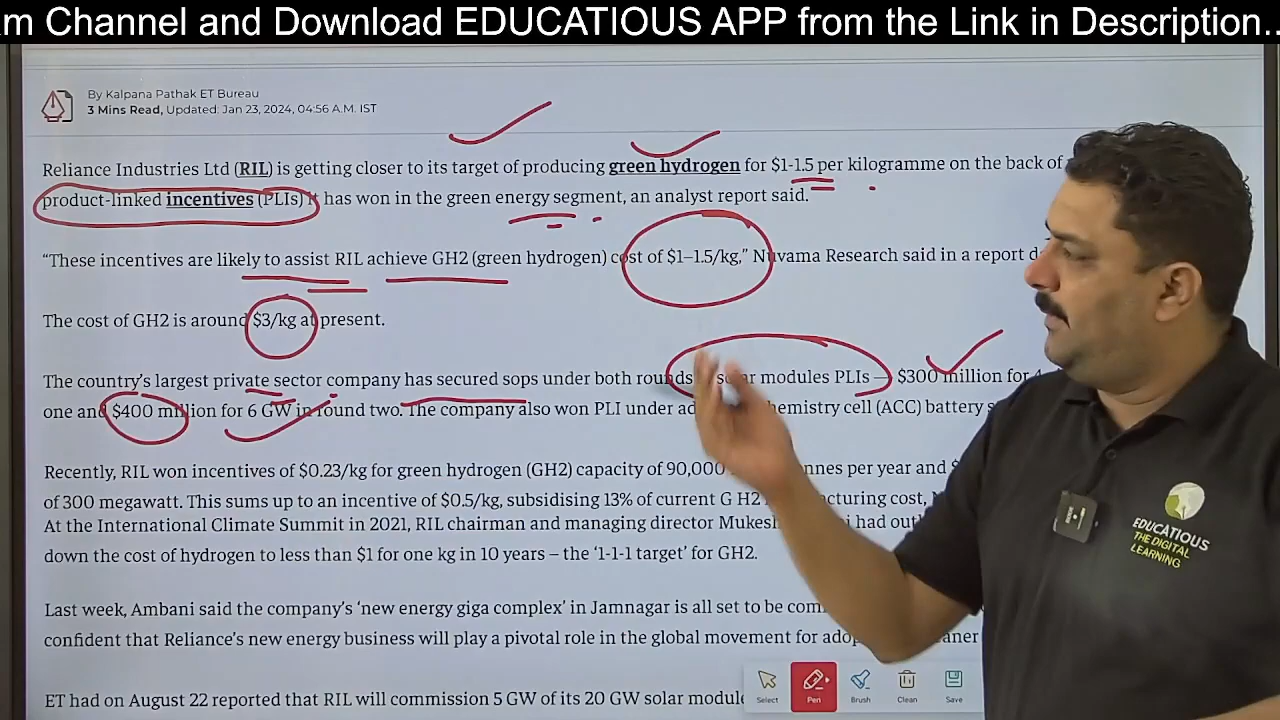 m Channel and Download EDUCATIOUS APP from the Link in Description..
By Kalpana Pathak ET Bureau
3 Mins Read, Updated: Jan 23, 2024, 04:56 A.M. IST
Reliance Industries Ltd (RIL) is getting closer to its target of producing green hydrogen for $1-1.5 per kilogramme on the back of
product-linked incentives (PLIs) it has won in the green energy segment, an analyst report said.
“These incentives are likely to assist RIL achieve GH2 (green hydrogen) cost of $1–1.5/kg,” Nuvama Research said in a report
The cost of GH2 is around $3/kg at present.
The country’s largest private sector company has secured sops under both rounds solar modules PLIs — $300 million for
one and $400 million for 6 GW in round two. The company also won PLI under chemistry cell (ACC) battery
Recently, RIL won incentives of $0.23/kg for green hydrogen (GH2) capacity of 90,000 per year and
of 300 megawatt. This sums up to an incentive of $0.5/kg, subsidising 13% of current G H2 cost,
At the International Climate Summit in 2021, RIL chairman and managing director Mukesh had
down the cost of hydrogen to less than $1 for one kg in 10 years – the ‘1-1-1 target’ for GH2.
Last week, Ambani said the company’s ‘new energy giga complex’ in Jamnagar is all set to be
confident that Reliance’s new energy business will play a pivotal role in the global movement for
ET had on August 22 reported that RIL will commission 5 GW of its 20 GW solar module
Select Pen Brush Clean Save
EDUCATIOUS
THE DIGITAL
LEARNING